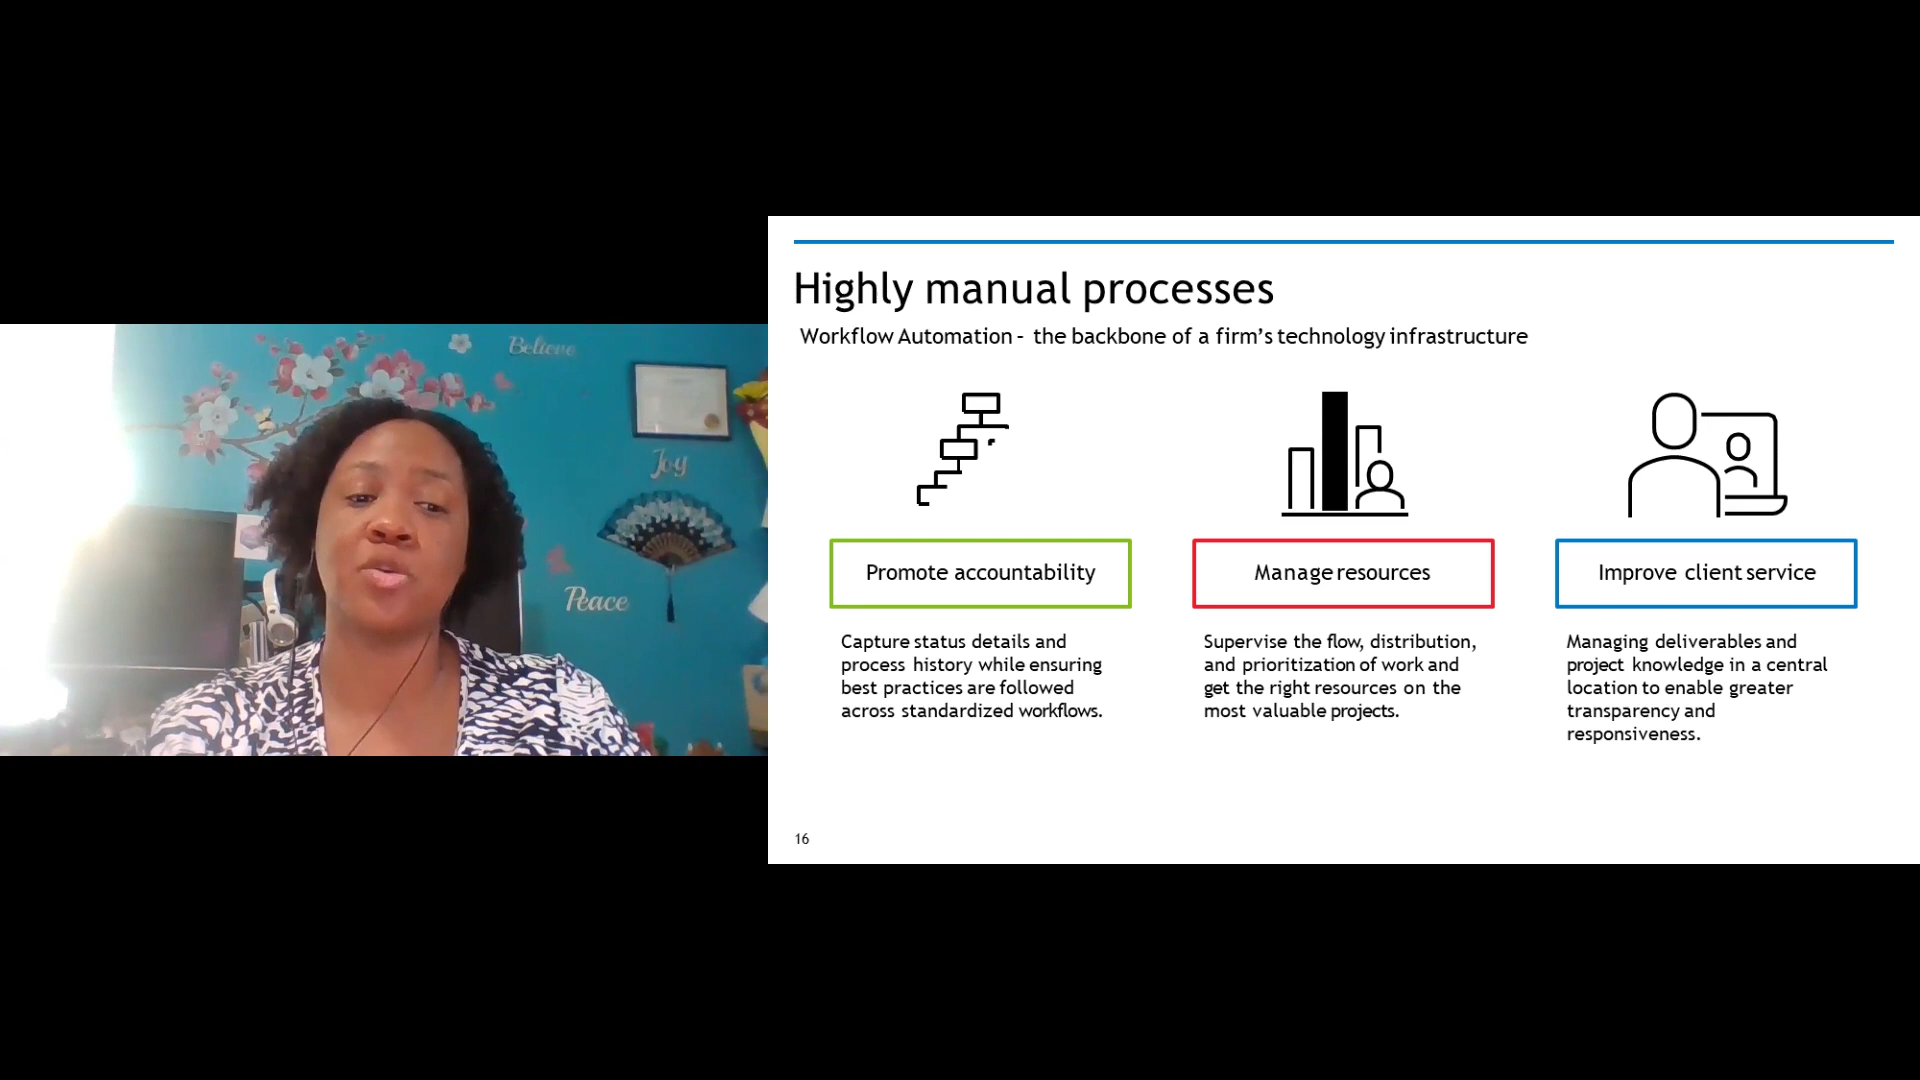 Believe
Joy
Peace
Highly manual processes
Workflow Automation - the backbone of a firm’s technology infrastructure
Promote accountability
Capture status details and
process history while ensuring
best practices are followed
across standardized workflows.
Manage resources
Supervise the flow, distribution,
and prioritization of work and
get the right resources on the
most valuable projects.
Improve client service
Managing deliverables and
project knowledge in a central
location to enable greater
transparency and
responsiveness.
16